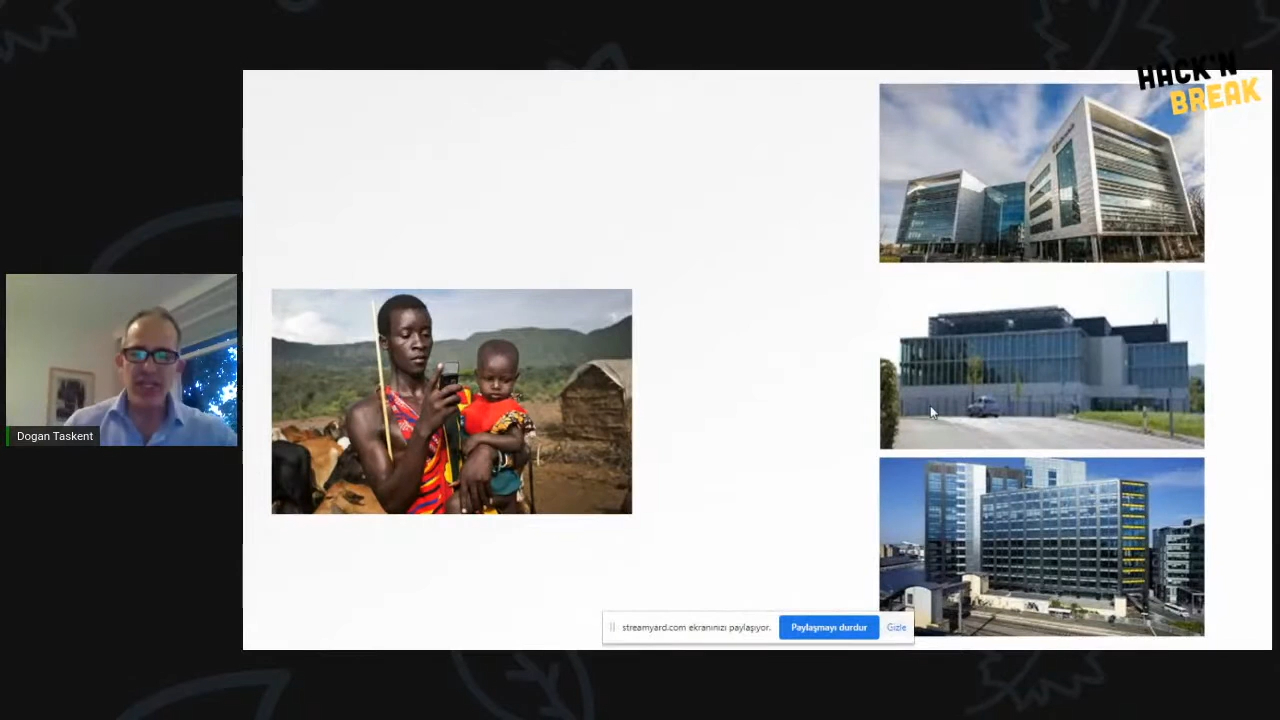 HACK'N
BREAK
Dogan Taskent
streamyard.com ekranınızı paylaşıyor.
Paylaşmayı durdur
Gizle